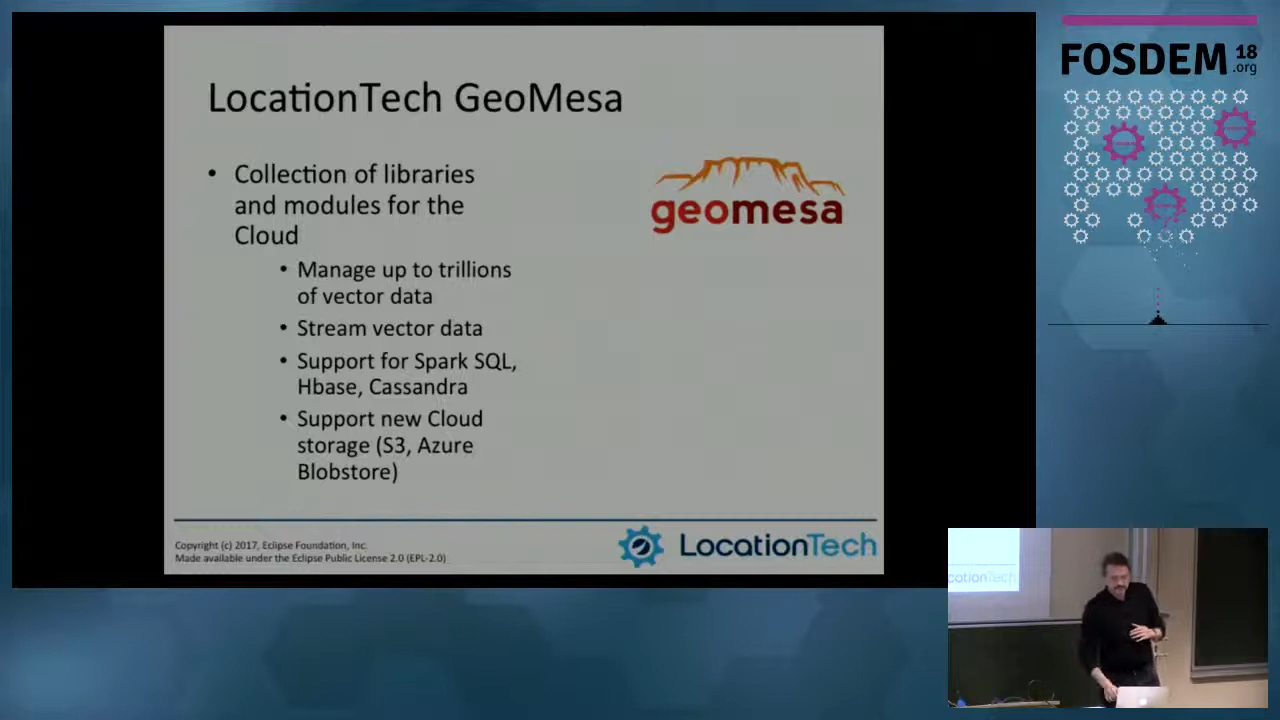 LocationTech GeoMesa
• Collection of libraries
and modules for the
Cloud
• Manage up to trillions
of vector data
• Stream vector data
• Support for Spark SQL,
Hbase, Cassandra
• Support new Cloud
storage (S3, Azure
Blobstore)
geomesa
Copyright (c) 2017, Eclipse Foundation, Inc.
Made available under the Eclipse Public License 2.0 (EPL-2.0)
LocationTech
FOSDEM 18
.org
cationTech